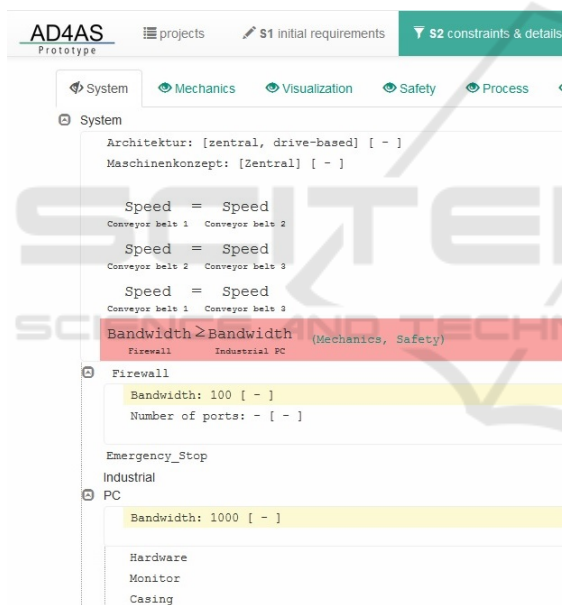 AD4AS
Prototype
projects
S1 initial requirements
S2 constraints & details
System
Mechanics
Visualization
Safety
Process
System
Architektur: [zentral, drive-based] [ - ]
Maschinenkonzept: [Zentral] [ - ]
Speed = Speed
Conveyor belt 1 Conveyor belt 2
Speed = Speed
Conveyor belt 2 Conveyor belt 3
Speed = Speed
Conveyor belt 1 Conveyor belt 3
Bandwidth ≥ Bandwidth (Mechanics, Safety)
Firewall Industrial PC
Firewall
Bandwidth: 100 [ - ]
Number of ports: - [ - ]
Emergency_Stop
Industrial
PC
Bandwidth: 1000 [ - ]
Hardware
Monitor
Casing